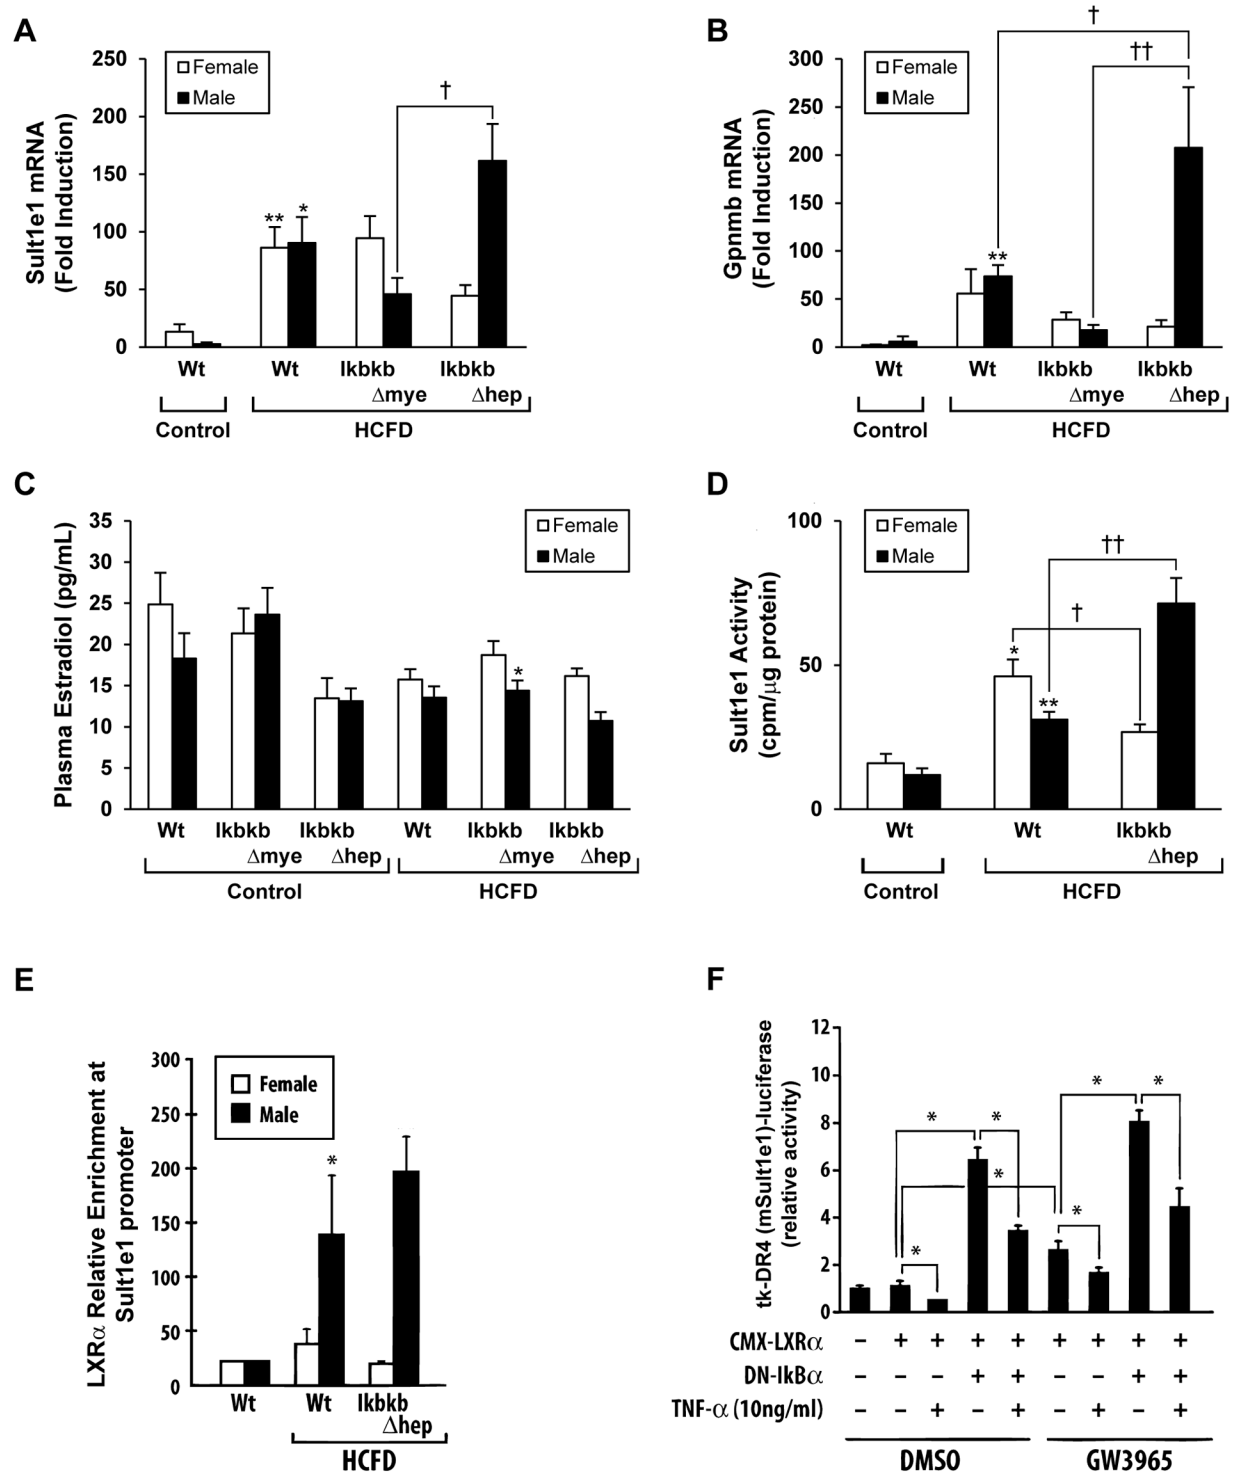 A
Sult1e1 mRNA
(Fold Induction)
250
200
150
100
50
0
Female
Male
†
**
*
Wt
Wt
Ikbkb
Δmye
Ikbkb
Δhep
Control
HCFD
B
Gpnmb mRNA
(Fold Induction)
300
250
200
150
100
50
0
Female
Male
†
††
**
Wt
Wt
Ikbkb
Δmye
Ikbkb
Δhep
Control
HCFD
C
Plasma Estradiol (pg/mL)
35
30
25
20
15
10
5
0
Female
Male
*
Wt
Ikbkb
Δmye
Ikbkb
Δhep
Wt
Ikbkb
Δmye
Ikbkb
Δhep
Control
HCFD
D
Sult1e1 Activity
(cpm/μg protein)
100
50
0
Female
Male
††
†
*
**
Wt
Wt
Ikbkb
Δhep
Control
HCFD
E
LXRα Relative Enrichment at
Sult1e1 promoter
300
250
200
150
100
50
0
Female
Male
*
Wt
Wt
Ikbkb
Δhep
HCFD
F
tk-DR4 (mSult1e1)-luciferase
(relative activity)
12
10
8
6
4
2
0
* *
* *
*
*
*
CMX-LXRα – + + + + + + + +
DN-IkBα – – – + + – – + +
TNF-α (10ng/ml) – – + – + – + – +
DMSO GW3965